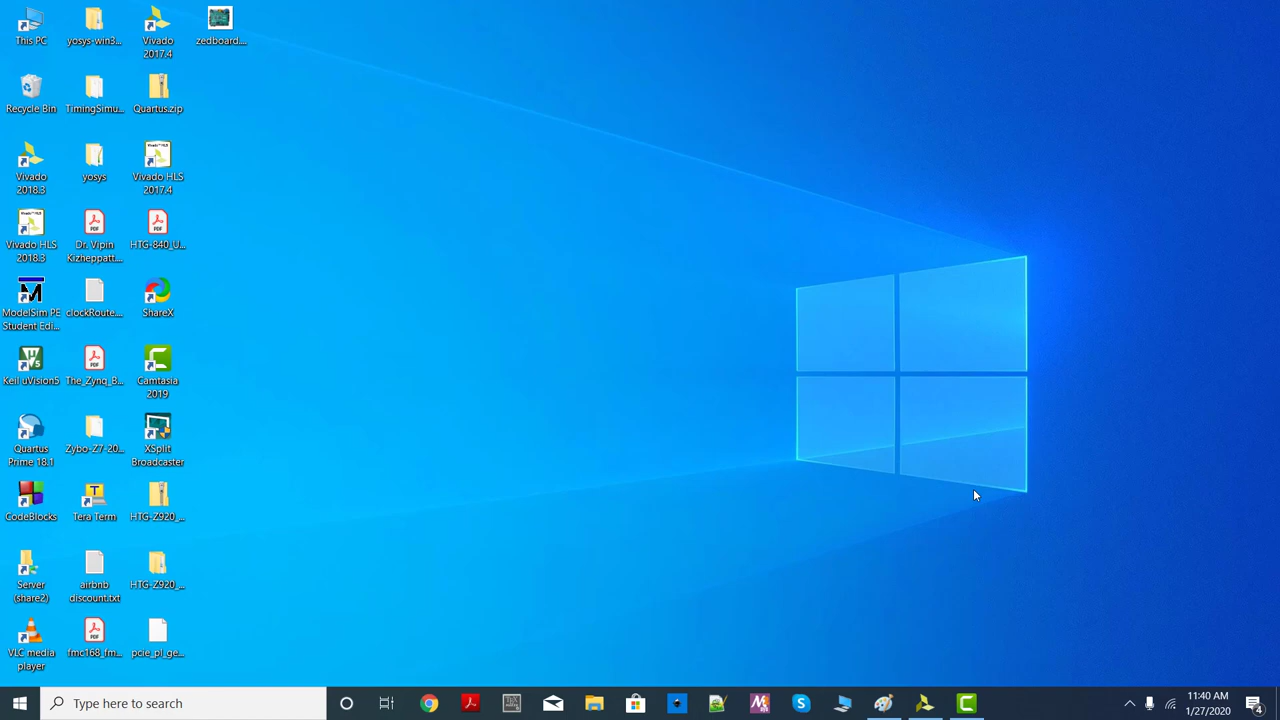 This PC
yosys-win3...
Vivado
2017.4
zedboard....
Recycle Bin
TimingSimu...
Quartus.zip
Vivado
2018.3
yosys
Vivado HLS
2017.4
Vivado HLS
2018.3
Dr. Vipin
Kizheppatt....
HTG-840_U...
ModelSim PE
Student Edi...
clockRoute....
ShareX
Keil uVision5
The_Zynq_B...
Camtasia
2019
Quartus
Prime 18.1
Zybo-Z7 20...
XSplit
Broadcaster
CodeBlocks
Tera Term
HTG-Z920_...
Server
(share2)
airbnb
discount.txt
HTG-Z920_...
VLC media
player
fmc168_fm...
pcie_pl_ge...
Type here to search
11:40 AM
1/27/2020
4